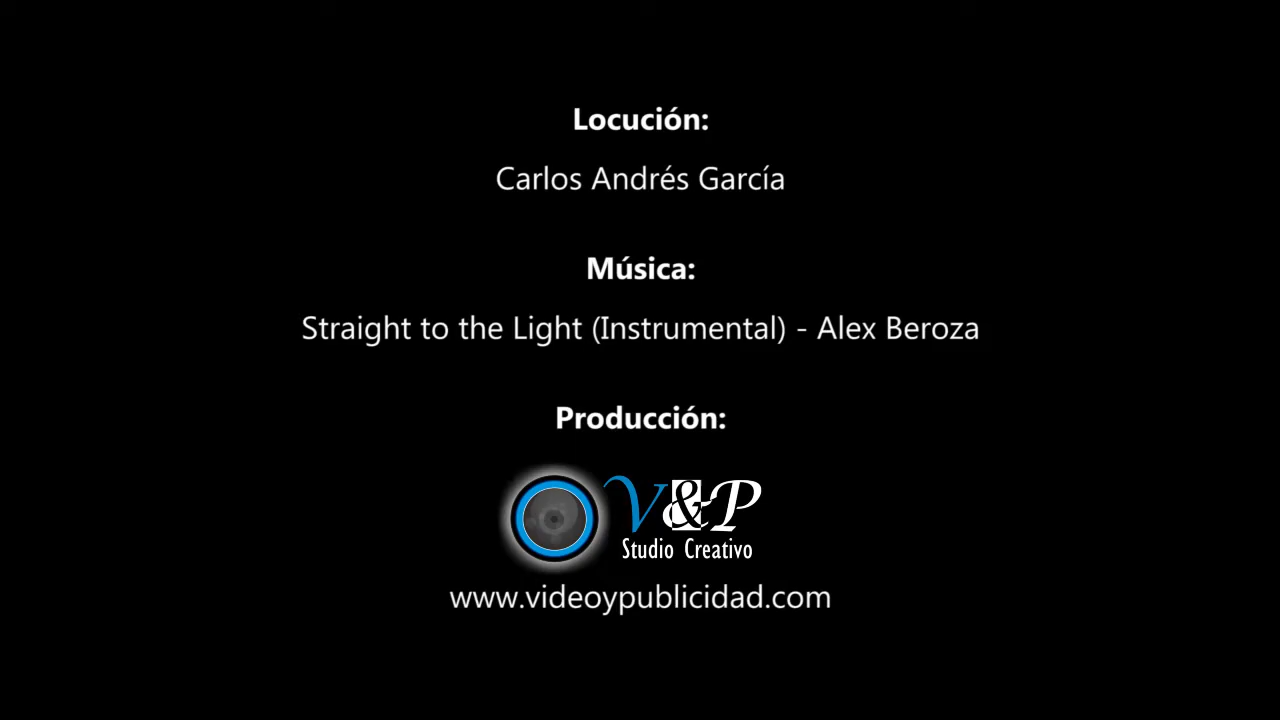 Locución:
Carlos Andrés García
Música:
Straight to the Light (Instrumental) - Alex Beroza
Producción:
V&P
Studio Creativo
www.videoypublicidad.com